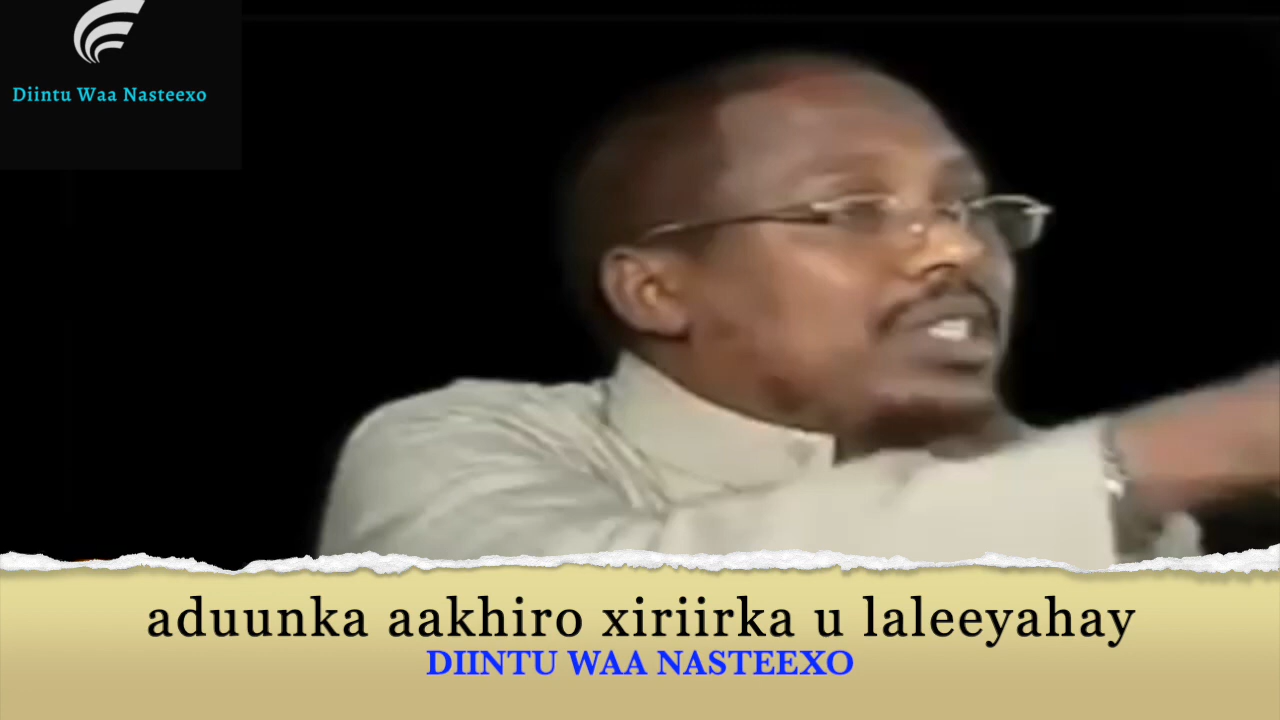 Diintu Waa Nasteexo
aduunka aakhiro xiriirka u laleeyahay
DIINTU WAA NASTEEXO